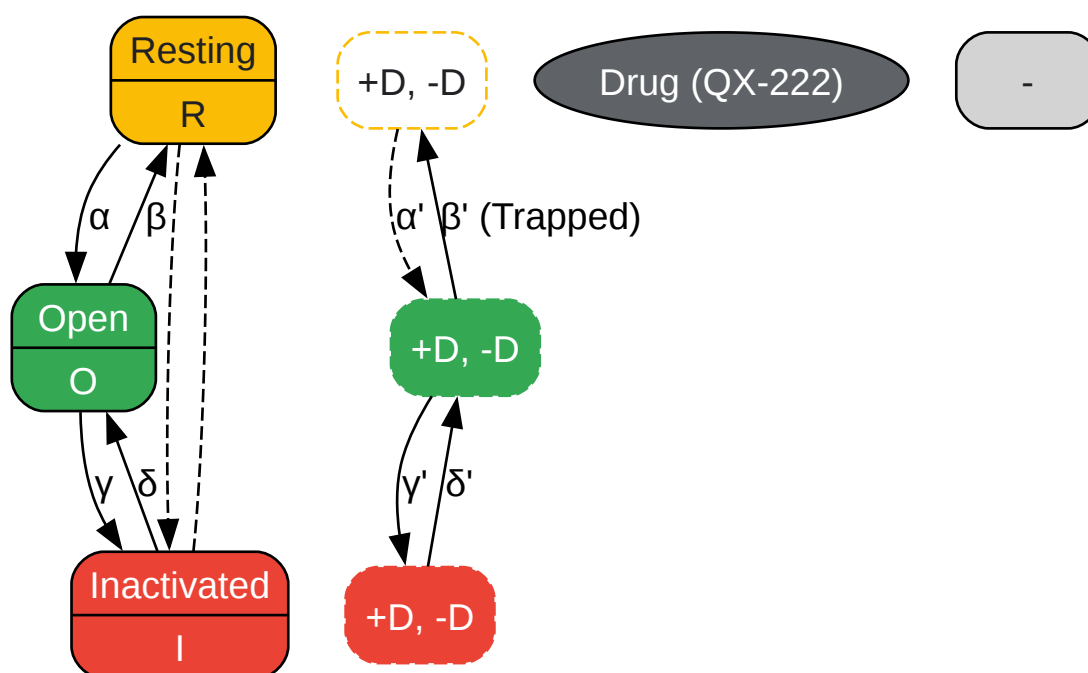 Resting
R
+D, -D
Drug (QX-222)
-
α
β
α'
β' (Trapped)
Open
O
+D, -D
γ
δ
γ'
δ'
Inactivated
I
+D, -D